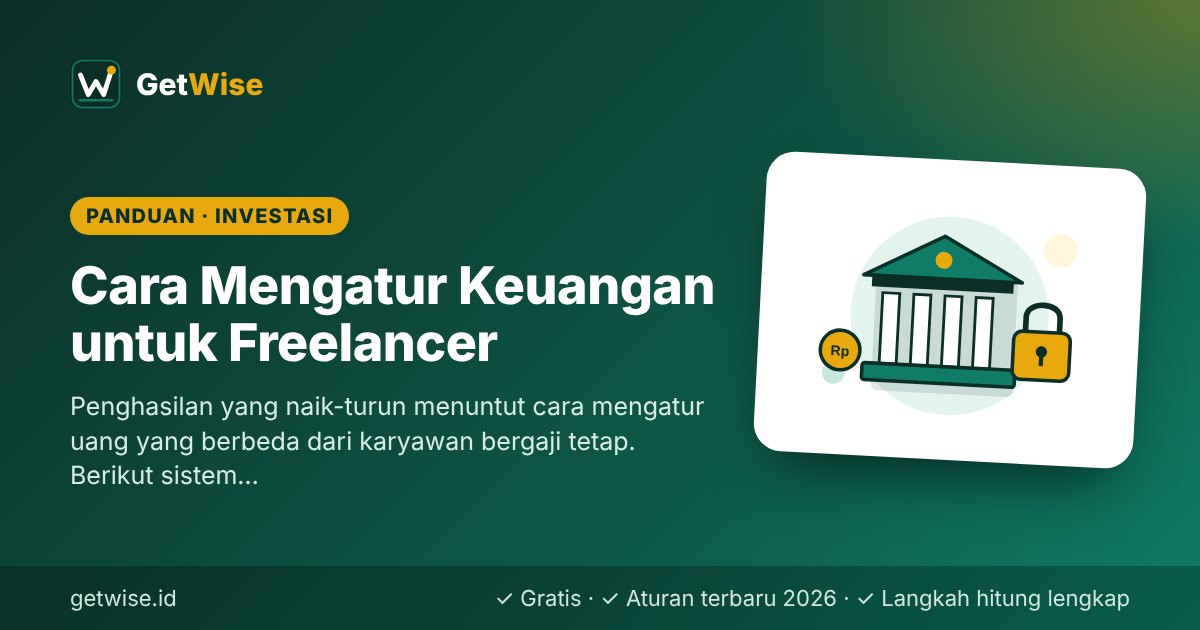 GetWise
PANDUAN · INVESTASI
Cara Mengatur Keuangan
untuk Freelancer
Penghasilan yang naik-turun menuntut cara mengatur
uang yang berbeda dari karyawan bergaji tetap.
Berikut sistem...
Rp
getwise.id
✓ Gratis · ✓ Aturan terbaru 2026 · ✓ Langkah hitung lengkap